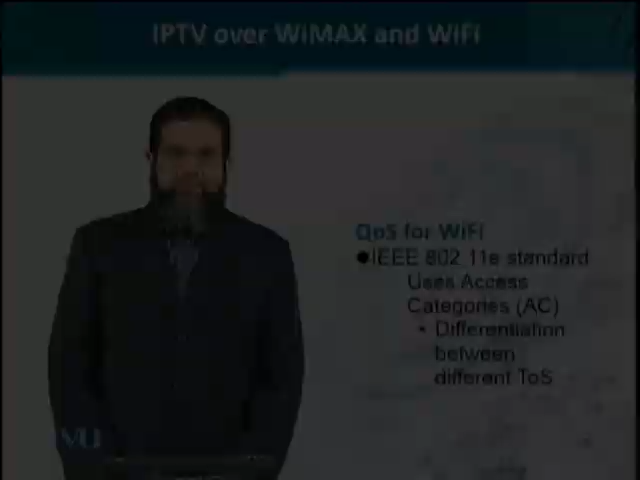 IPTV over WiMAX and WiFi
QoS for WiFi
●IEEE 802.11e standard
Uses Access
Categories (AC)
• Differentiation
between
different ToS
VU